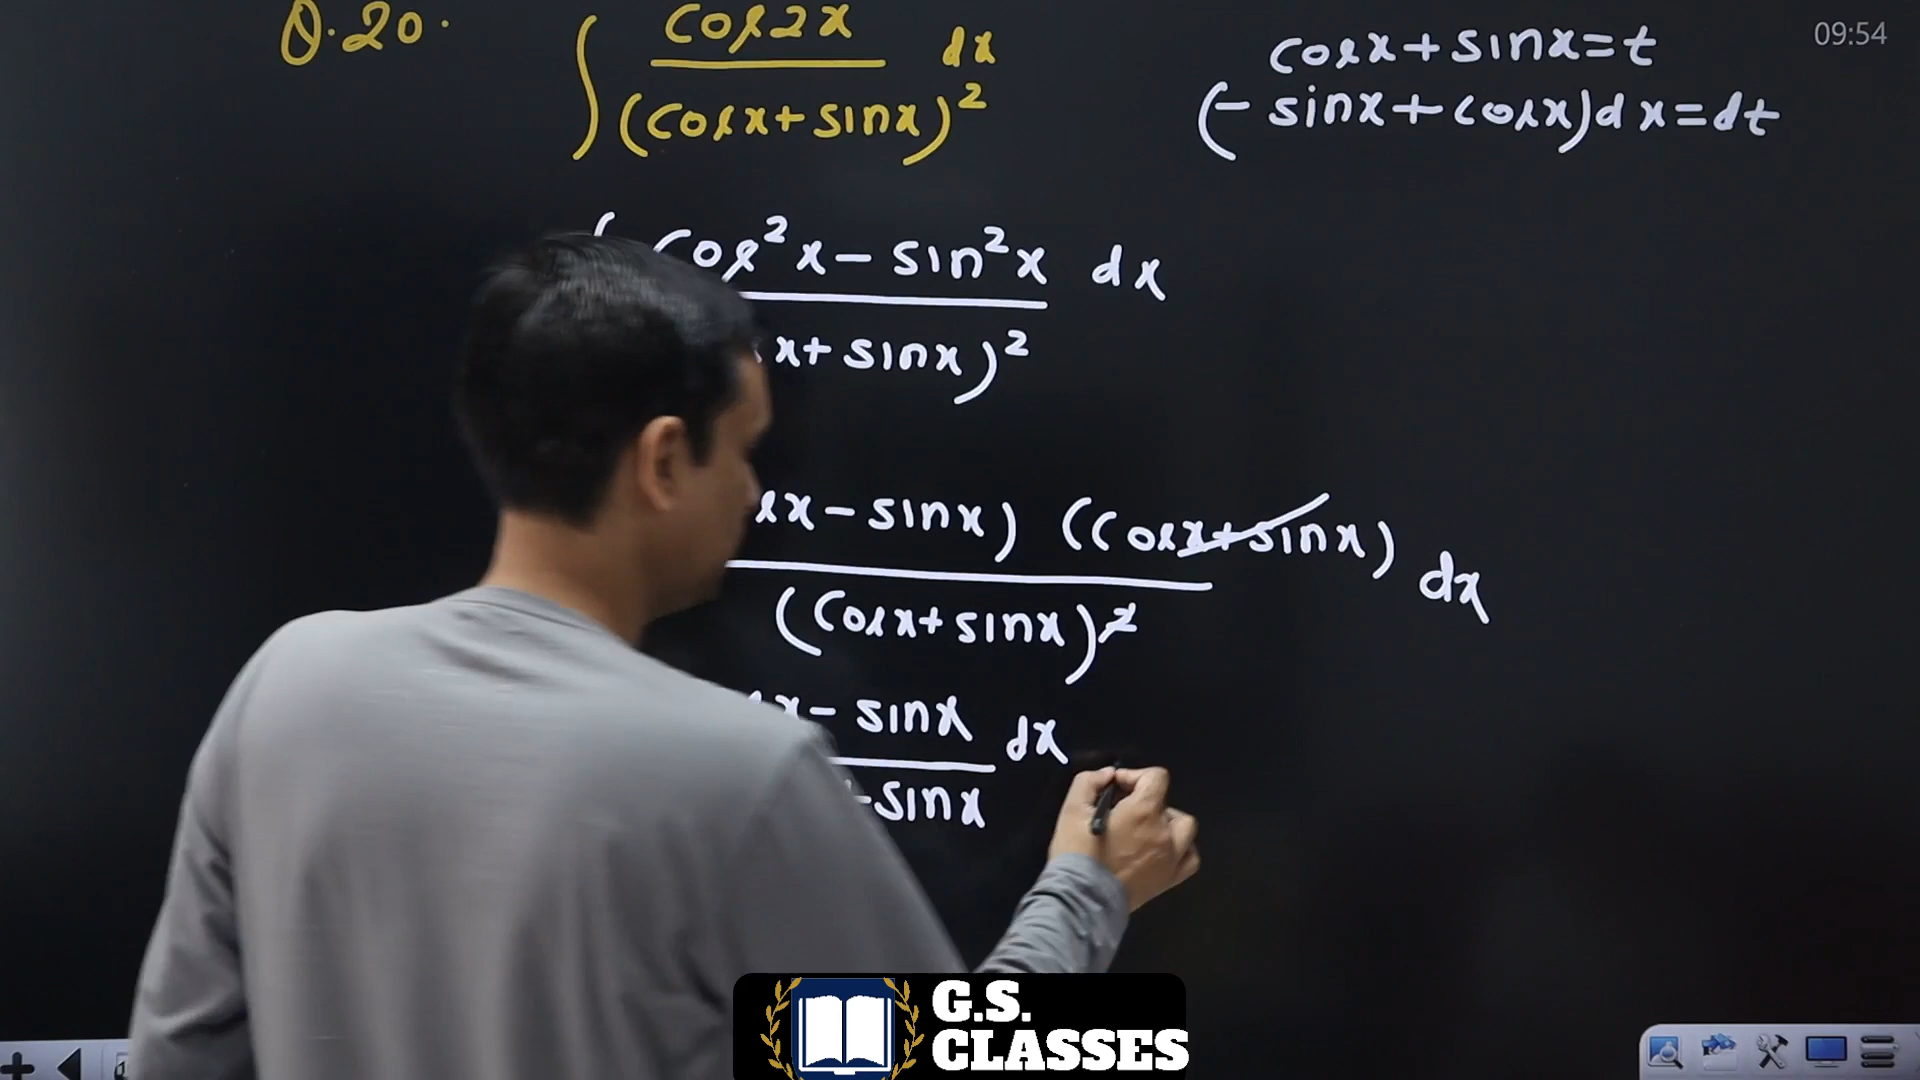 Q.20.
cos2x dx
(cosx+sinx)²
cosx+sinx=t
(-sinx+cosx)dx=dt
09:54
∫ cos²x-sin²x dx
x+sinx)²
x-sinx) (cosx+sinx) dx
(cosx+sinx)²
x-sinx dx
sinx
G.S.
CLASSES